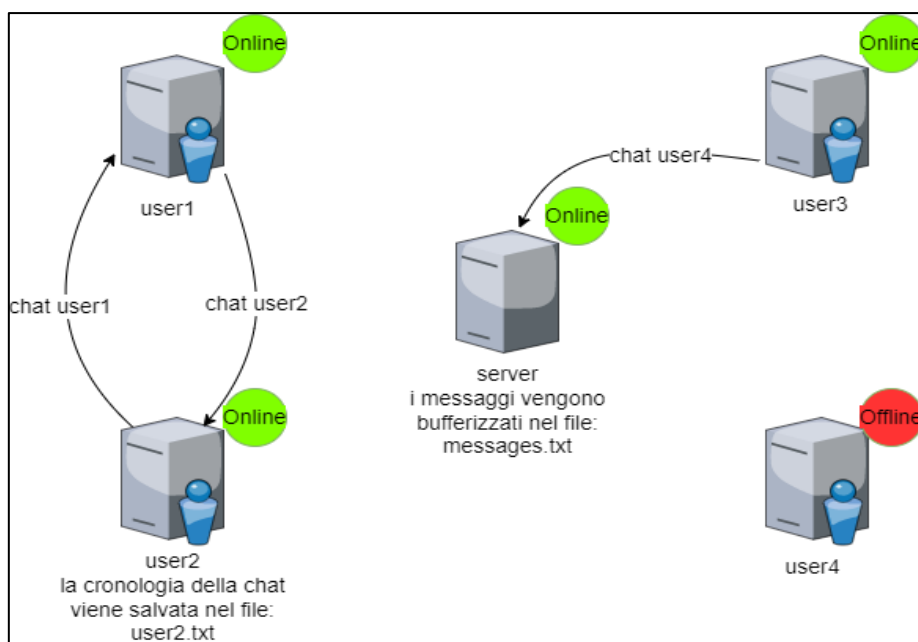 Online
user1
chat user1
chat user2
Online
user2
la cronologia della chat
viene salvata nel file:
user2.txt
Online
user3
chat user4
Online
server
i messaggi vengono
bufferizzati nel file:
messages.txt
Offline
user4